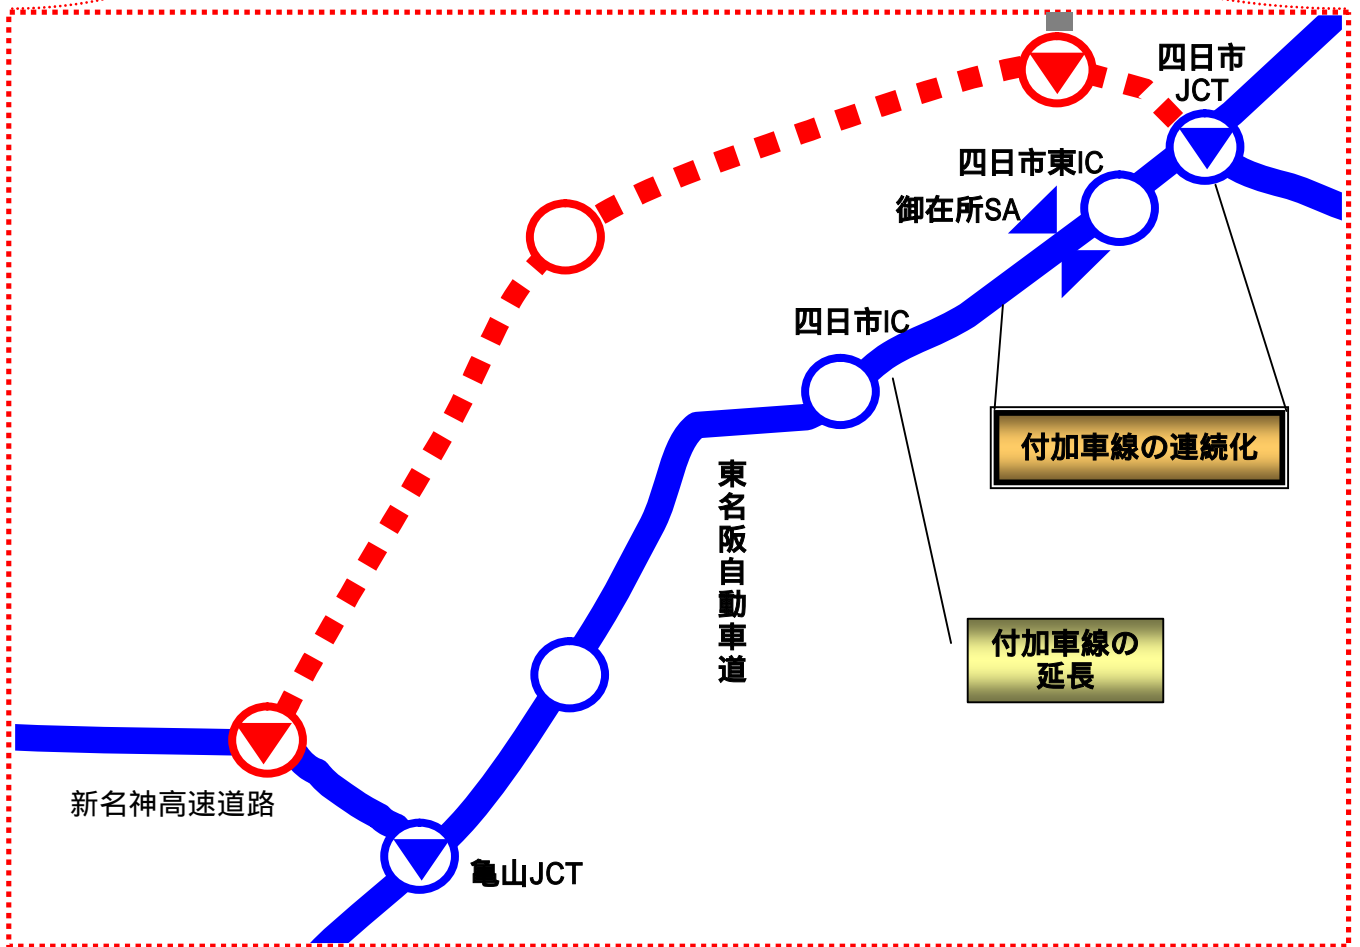 四日市
JCT
四日市東IC
御在所SA
四日市IC
付加車線の連続化
東名阪自動車道
付加車線の
延長
新名神高速道路
亀山JCT